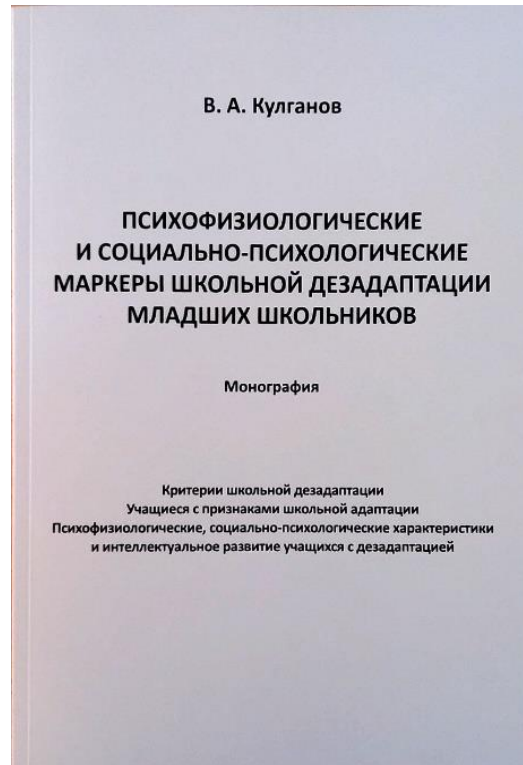 В. А. Кулганов
ПСИХОФИЗИОЛОГИЧЕСКИЕ
И СОЦИАЛЬНО-ПСИХОЛОГИЧЕСКИЕ
МАРКЕРЫ ШКОЛЬНОЙ ДЕЗАДАПТАЦИИ
МЛАДШИХ ШКОЛЬНИКОВ
Монография
Критерии школьной дезадаптации
Учащиеся с признаками школьной адаптации
Психофизиологические, социально-психологические характеристики
и интеллектуальное развитие учащихся с дезадаптацией